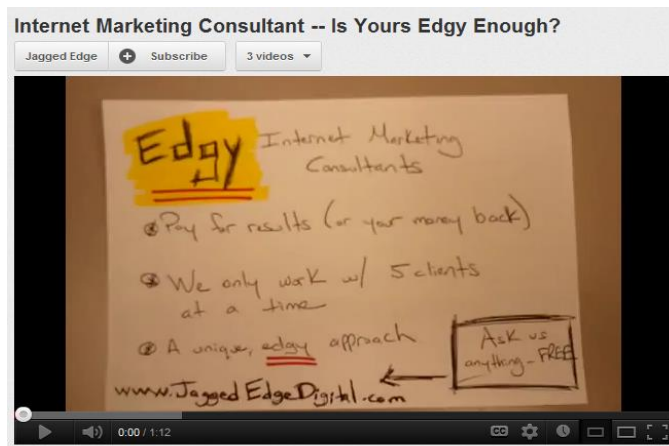 Internet Marketing Consultant -- Is Yours Edgy Enough?
Jagged Edge Subscribe 3 videos
Edgy Internet Marketing
Consultants
Pay for results (or your money back)
We only work w/ 5 clients
at a time
A unique, edgy approach
Ask us
anything - FREE
www.JaggedEdgeDigital.com
0:00 / 1:12 CC